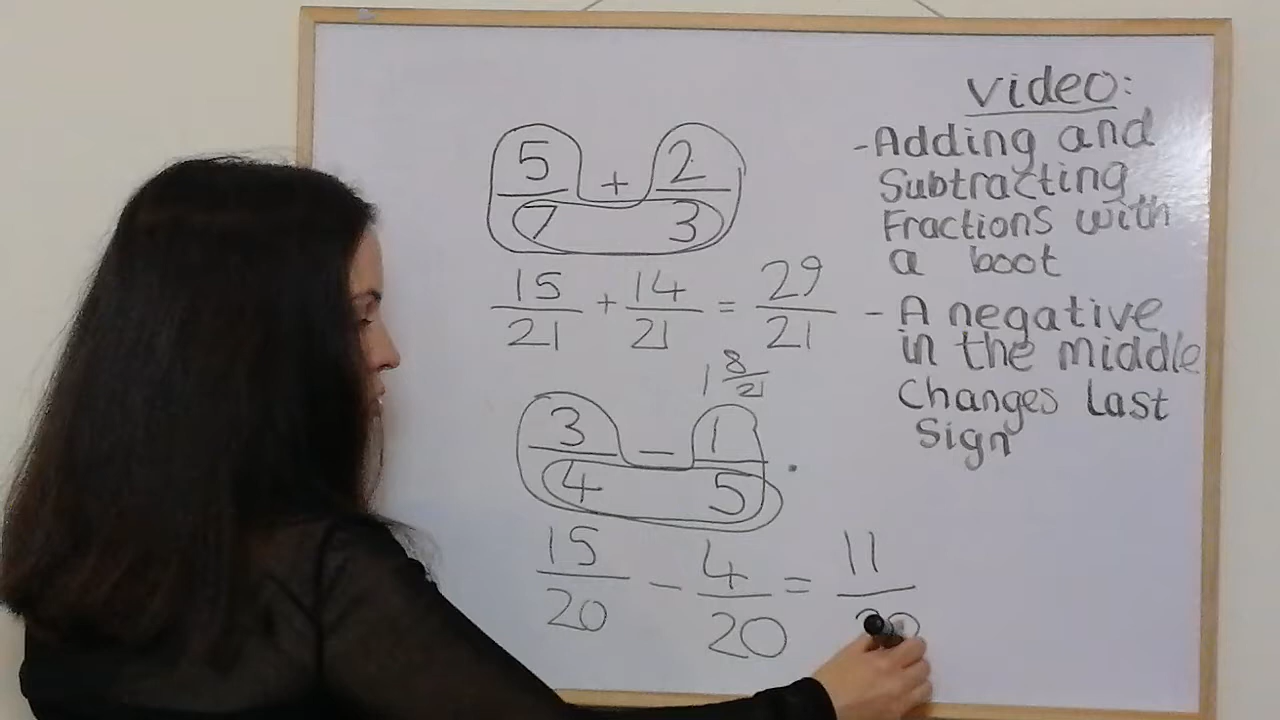 video:
-Adding and
Subtracting
Fractions with
a boot
- A negative
in the middle
Changes Last
Sign
5/7 + 2/3
15/21 + 14/21 = 29/21
1 8/21
3/4 - 1/5 .
15/20 - 4/20 = 11/20